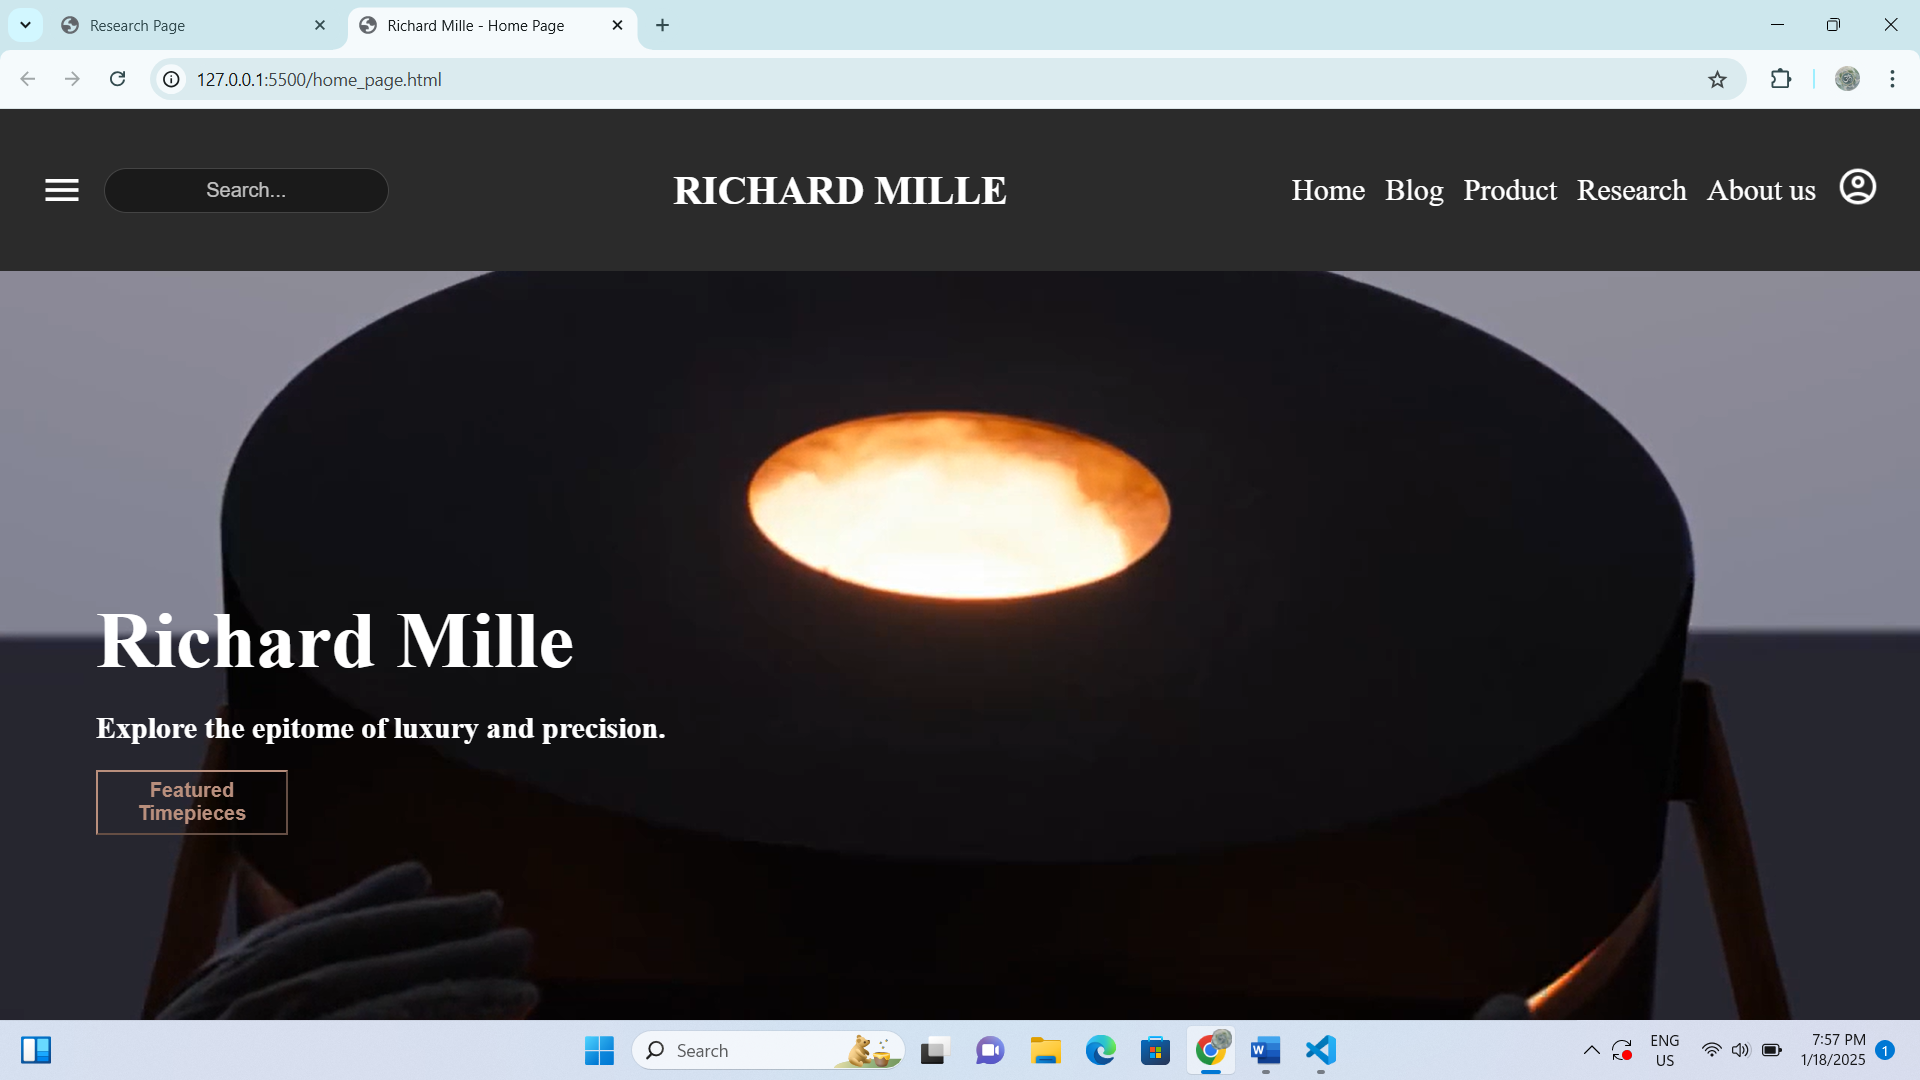 Research Page
Richard Mille - Home Page
127.0.0.1:5500/home_page.html
Search...
RICHARD MILLE
Home Blog Product Research About us
Richard Mille
Explore the epitome of luxury and precision.
Featured
Timepieces
Search
W
ENG
US
7:57 PM
1/18/2025
1